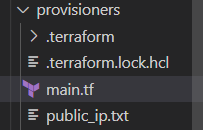 provisioners
.terraform
.terraform.lock.hcl
main.tf
public_ip.txt